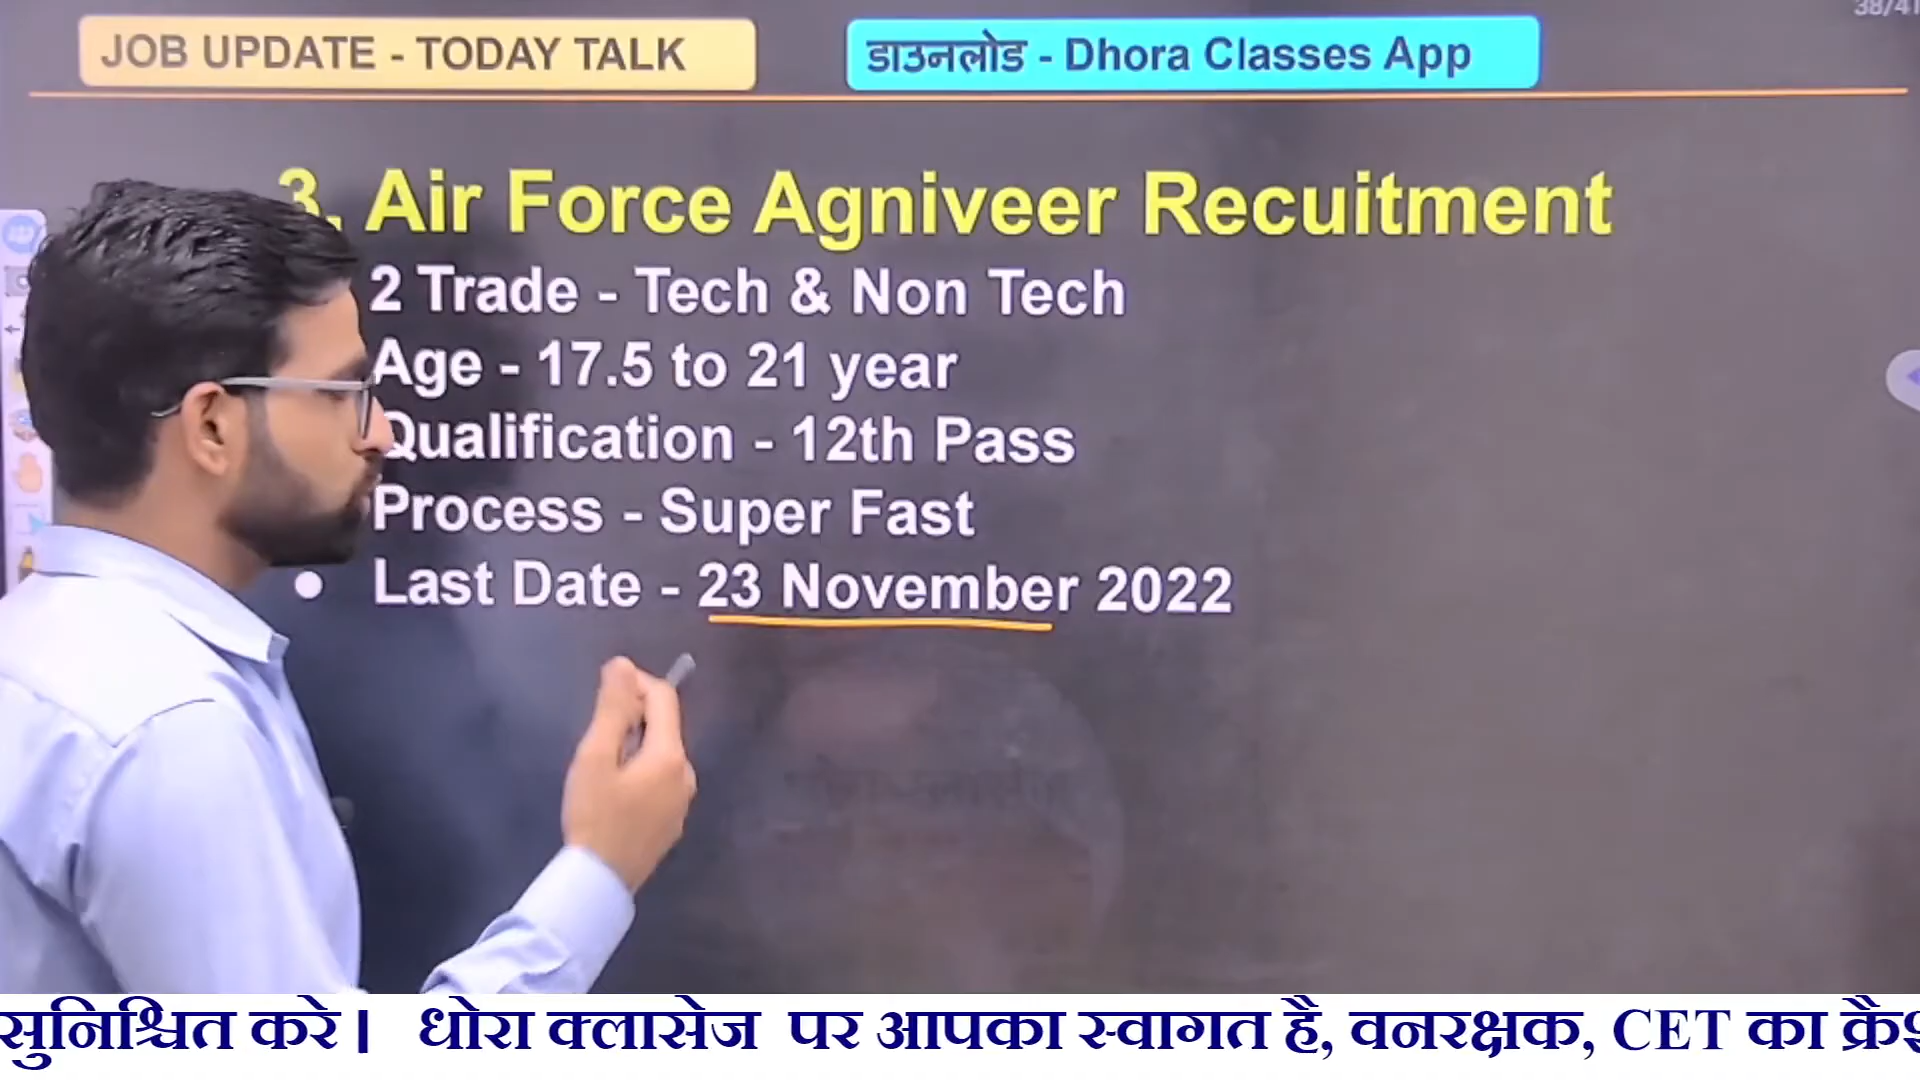 38/41
JOB UPDATE - TODAY TALK
डाउनलोड - Dhora Classes App
3. Air Force Agniveer Recuitment
2 Trade - Tech & Non Tech
Age - 17.5 to 21 year
Qualification - 12th Pass
Process - Super Fast
• Last Date - 23 November 2022
सुनिश्चित करे। धोरा क्लासेज पर आपका स्वागत है, वनरक्षक, CET का